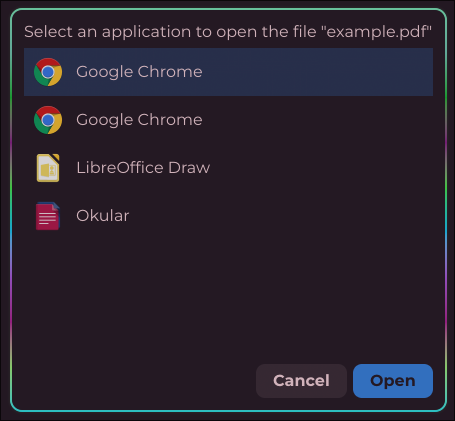 Select an application to open the file "example.pdf"
Google Chrome
Google Chrome
LibreOffice Draw
Okular
Cancel
Open